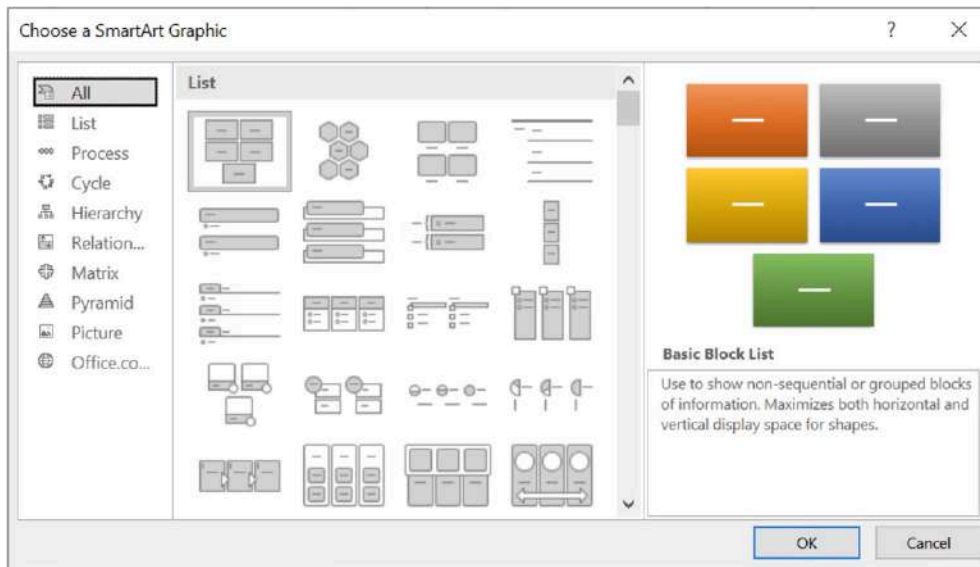 Choose a SmartArt Graphic
?
All
List
Process
Cycle
Hierarchy
Relation...
Matrix
Pyramid
Picture
Office.co...
List
Basic Block List
Use to show non-sequential or grouped blocks
of information. Maximizes both horizontal and
vertical display space for shapes.
OK
Cancel